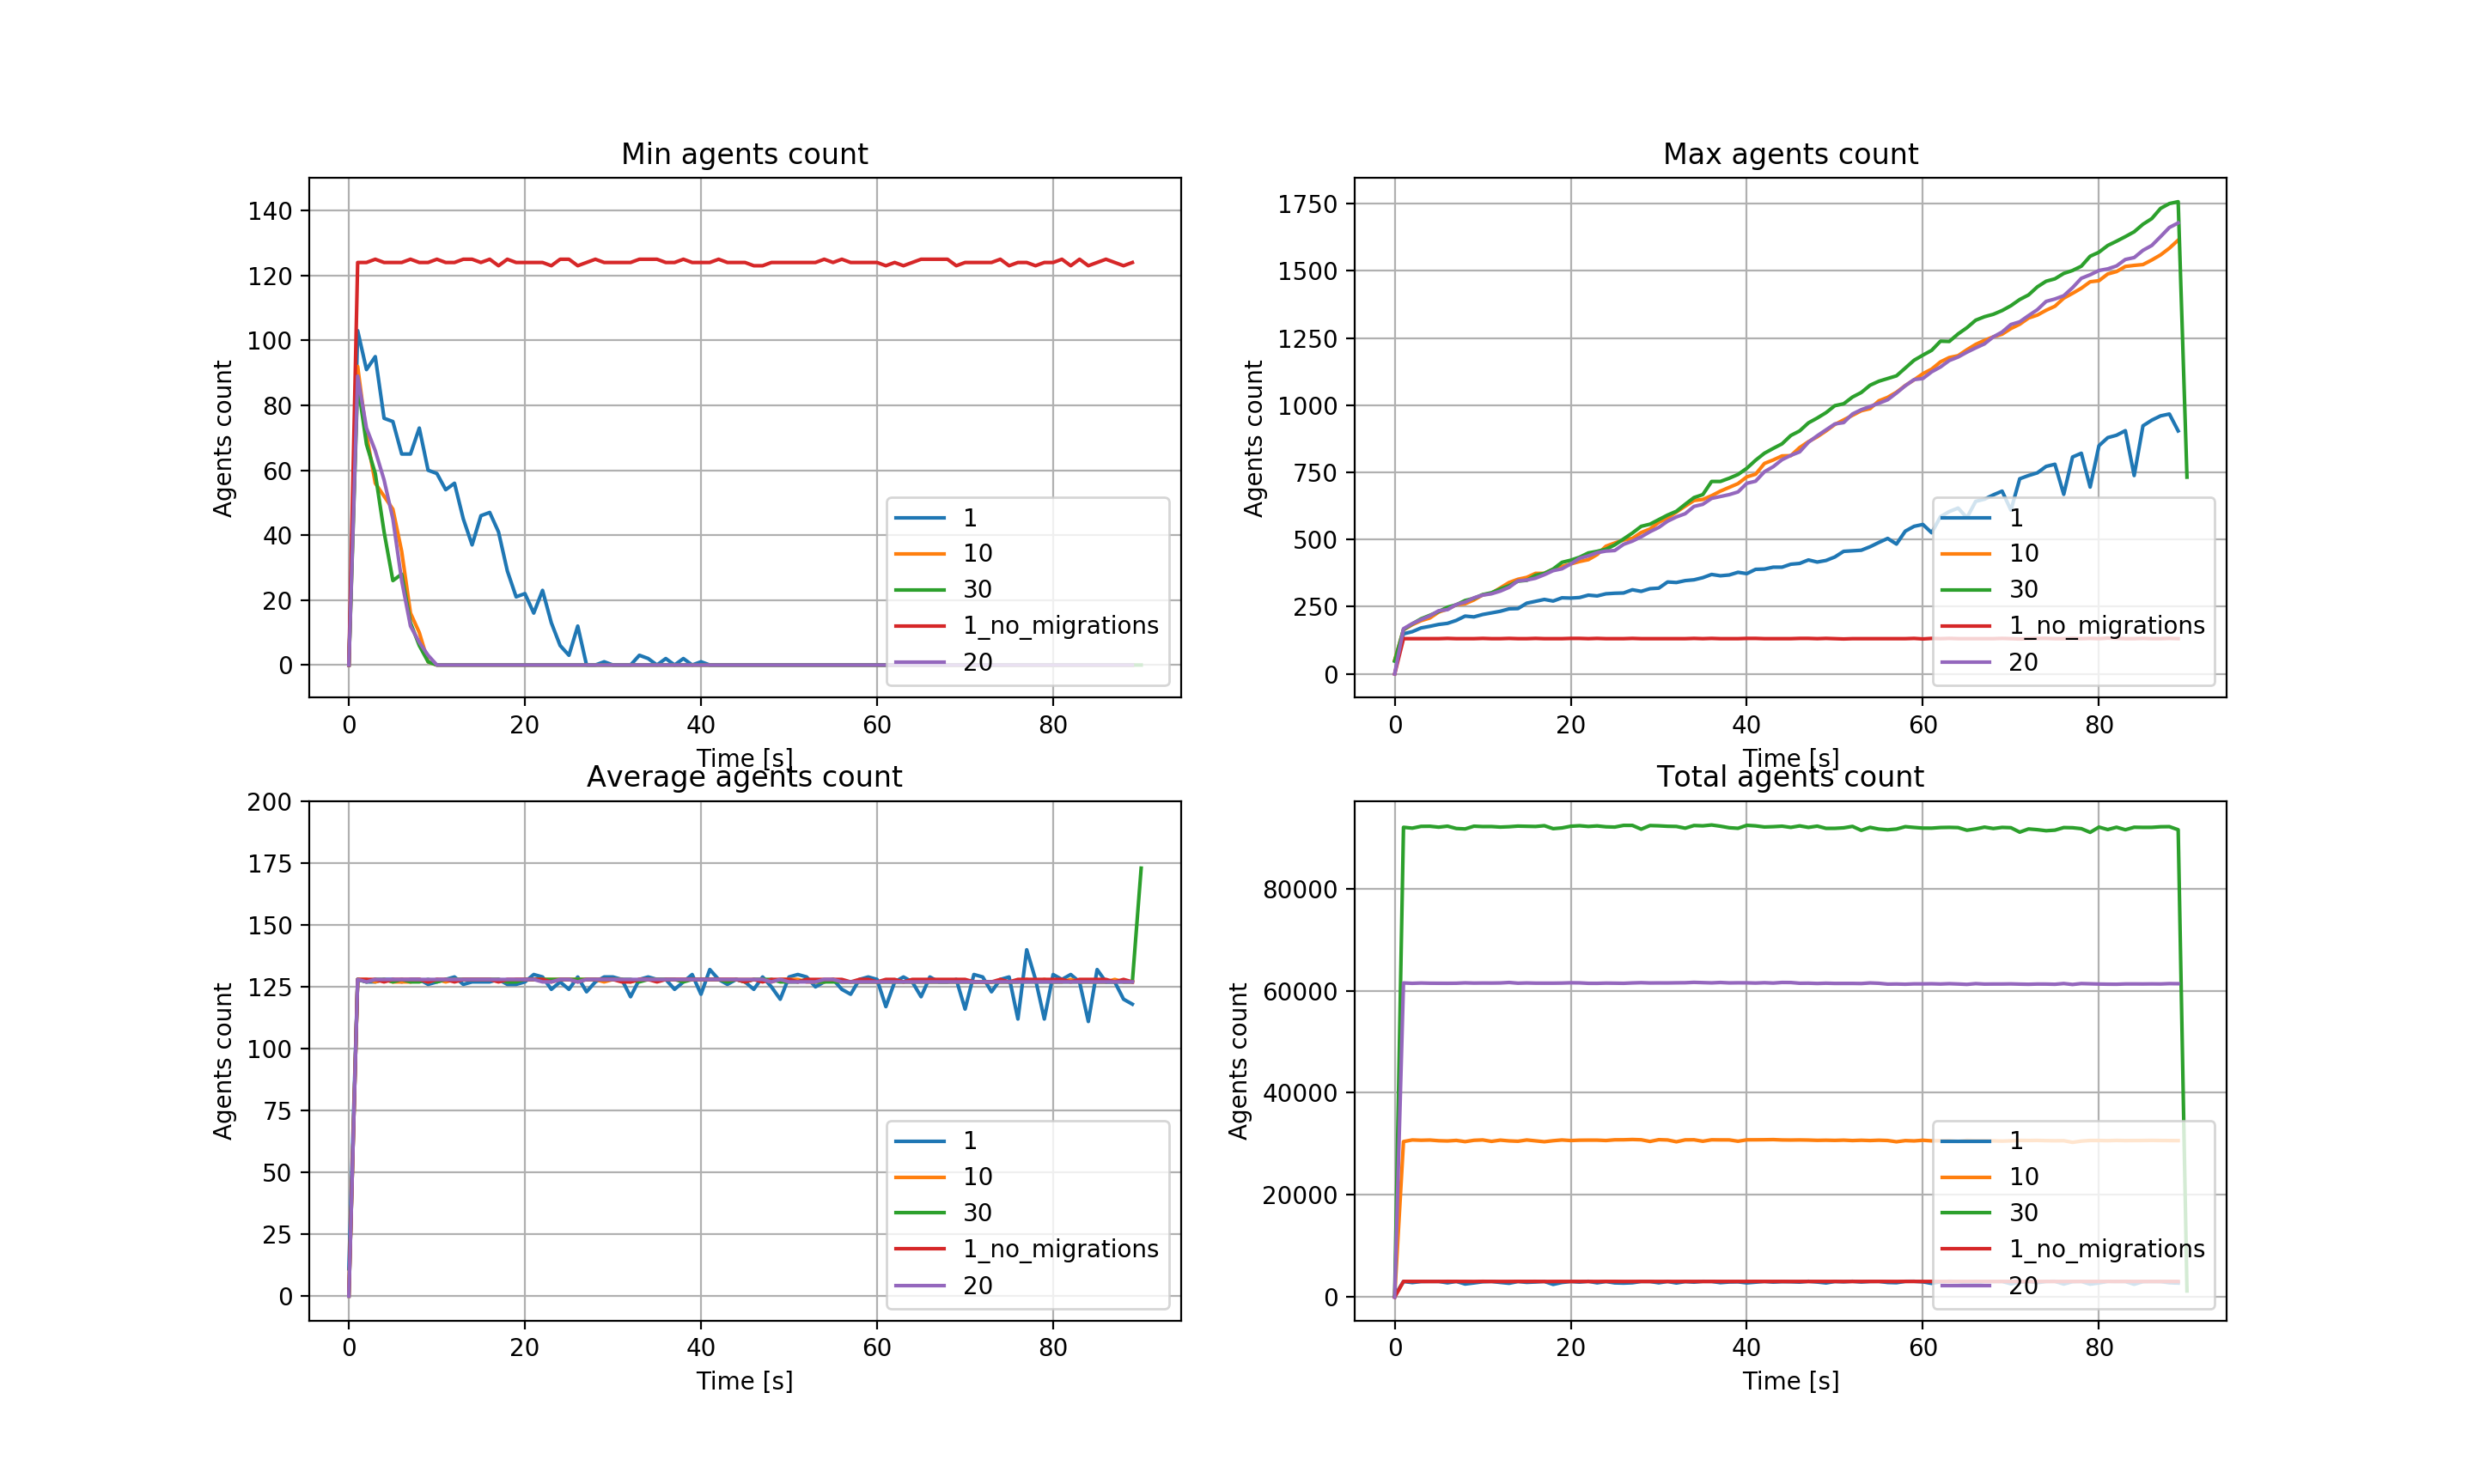 Min agents count
Agents count
140
120
100
80
60
40
20
0
0 20 40 60 80
Time [s]
1
10
30
1_no_migrations
20
Max agents count
Agents count
1750
1500
1250
1000
750
500
250
0
0 20 40 60 80
Time [s]
1
10
30
1_no_migrations
20
Average agents count
Agents count
200
175
150
125
100
75
50
25
0
0 20 40 60 80
Time [s]
1
10
30
1_no_migrations
20
Total agents count
Agents count
80000
60000
40000
20000
0
0 20 40 60 80
Time [s]
1
10
30
1_no_migrations
20